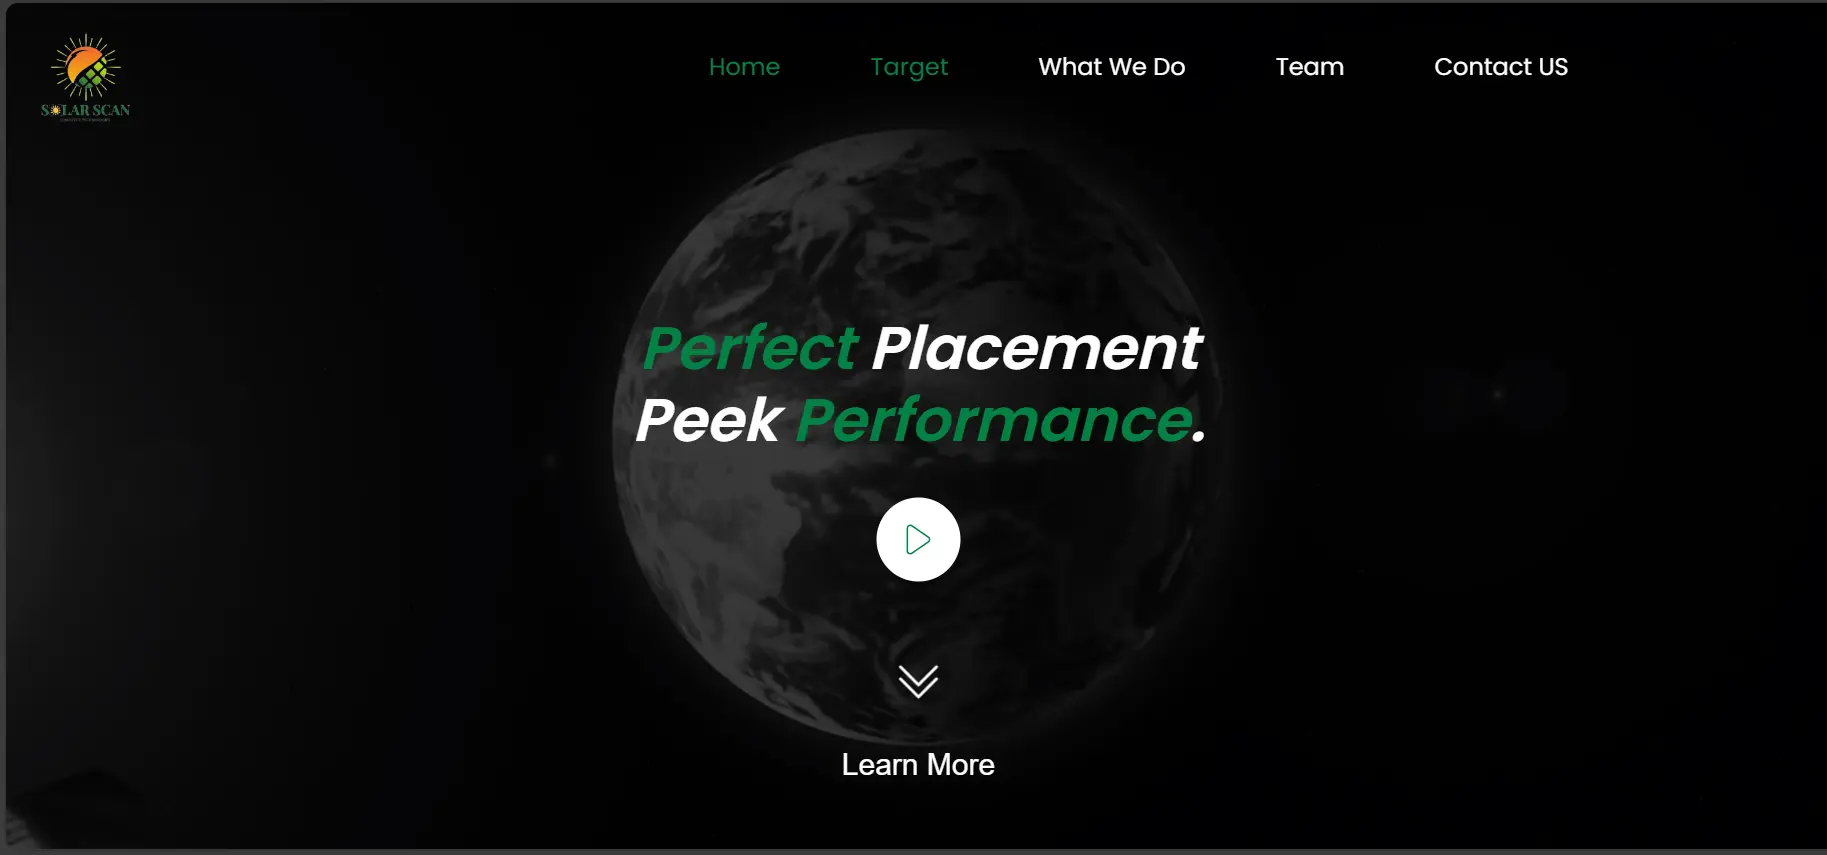 SOLAR SCAN
Home Target What We Do Team Contact US
Perfect Placement
Peek Performance.
Learn More